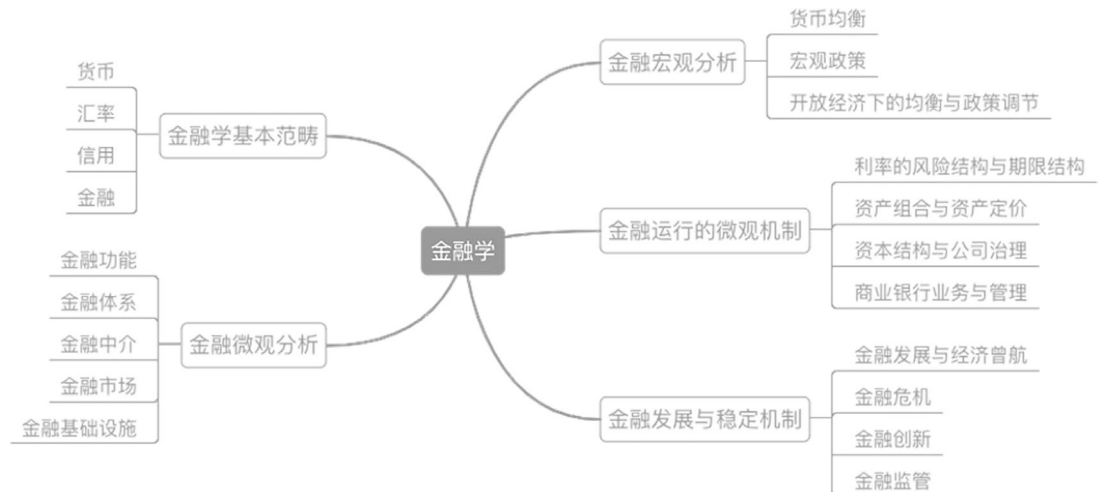 金融学
金融学基本范畴
货币
汇率
信用
金融
金融微观分析
金融功能
金融体系
金融中介
金融市场
金融基础设施
金融宏观分析
货币均衡
宏观政策
开放经济下的均衡与政策调节
金融运行的微观机制
利率的风险结构与期限结构
资产组合与资产定价
资本结构与公司治理
商业银行业务与管理
金融发展与稳定机制
金融发展与经济曾航
金融危机
金融创新
金融监管